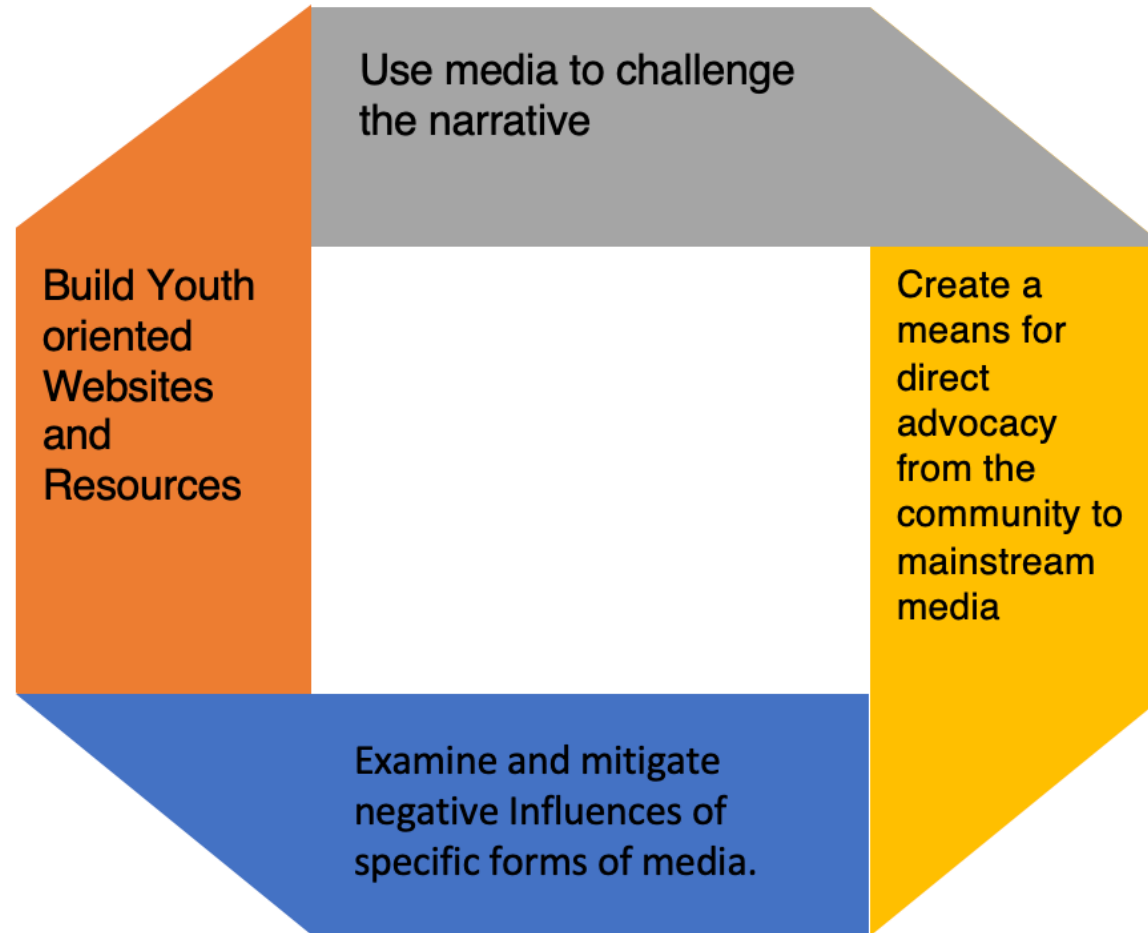 Use media to challenge
the narrative
Build Youth
oriented
Websites
and
Resources
Create a
means for
direct
advocacy
from the
community to
mainstream
media
Examine and mitigate
negative Influences of
specific forms of media.